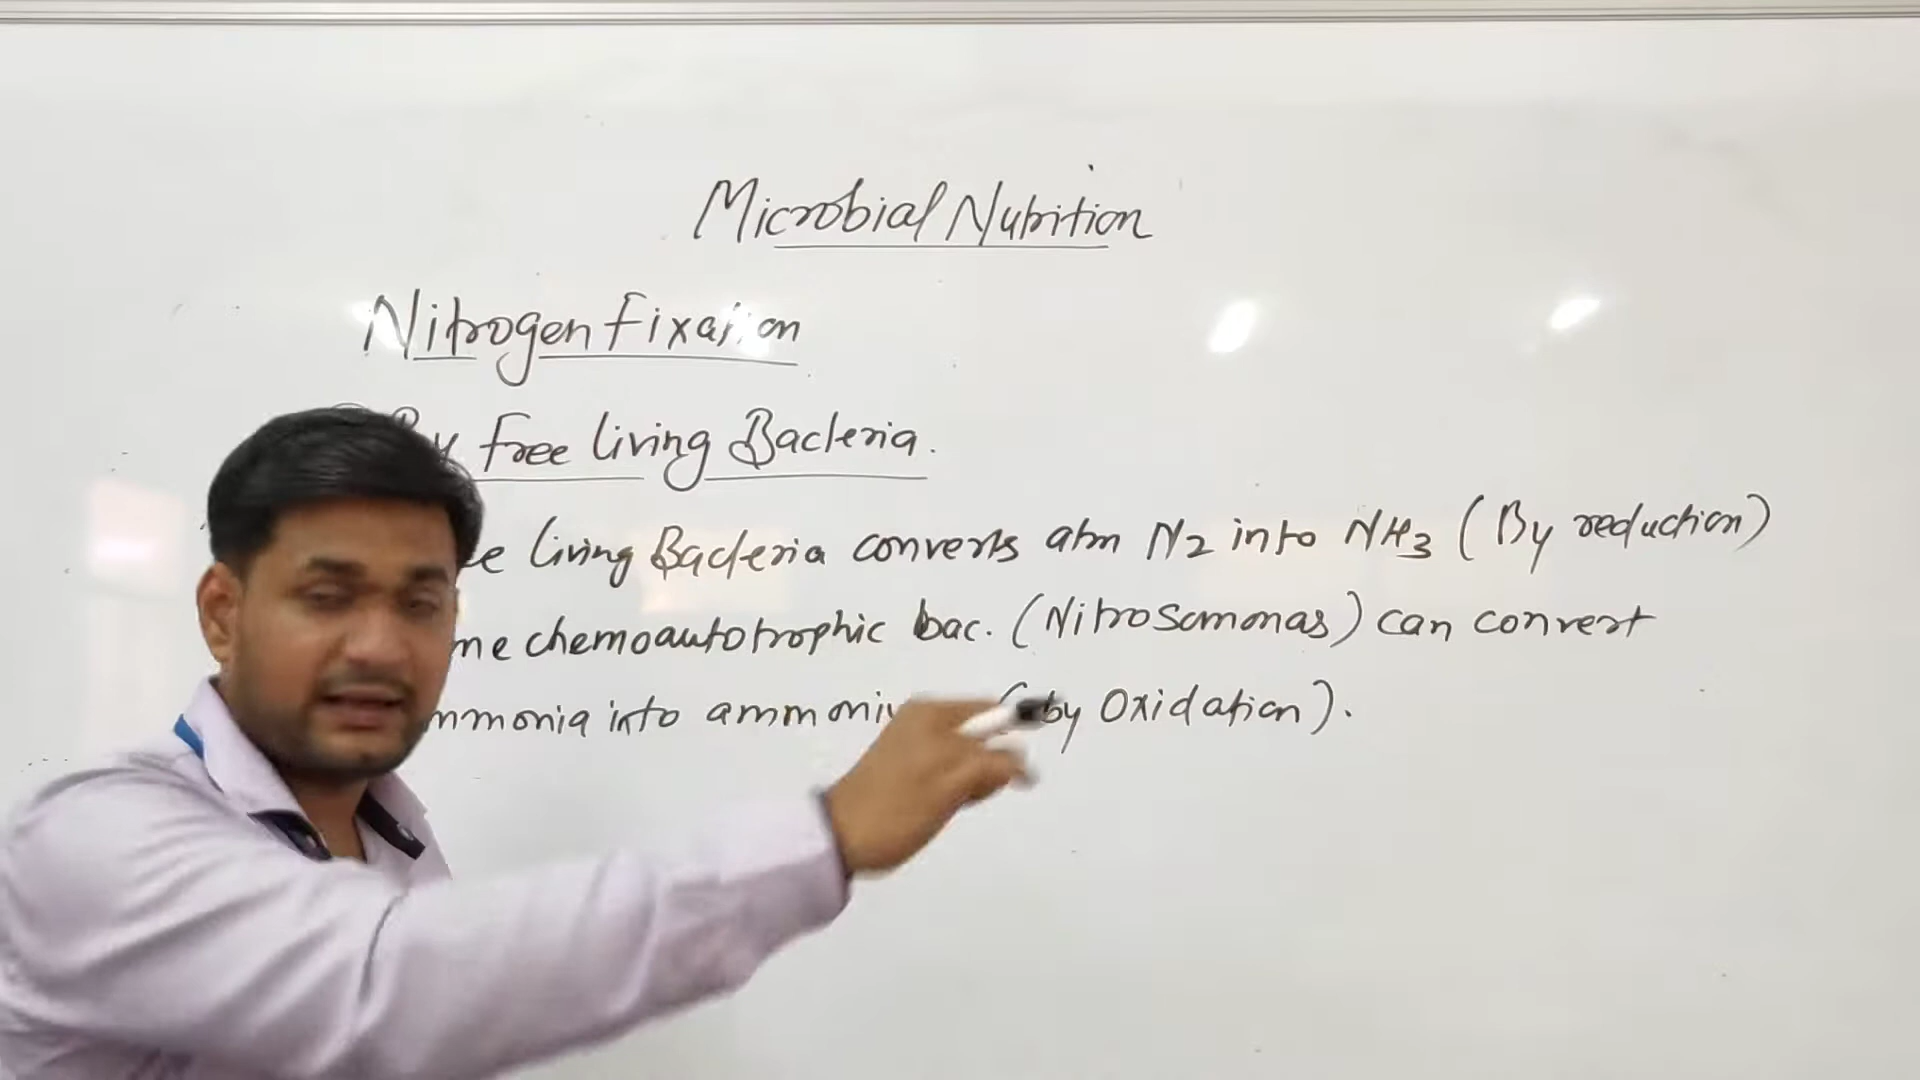 Microbial Nutrition
Nitrogen Fixation
By Free living Bacteria.
living Bacteria converts atm N2 into NH3 (By reduction)
chemoautotrophic bac. (Nitrosomonas) can convert
into (by Oxidation).